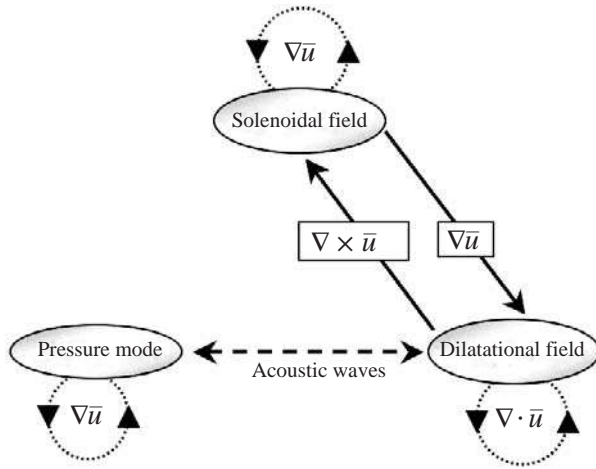 ∇ū
Solenoidal field
∇ × ū
∇ū
Pressure mode
Acoustic waves
Dilatational field
∇ū
∇ · ū